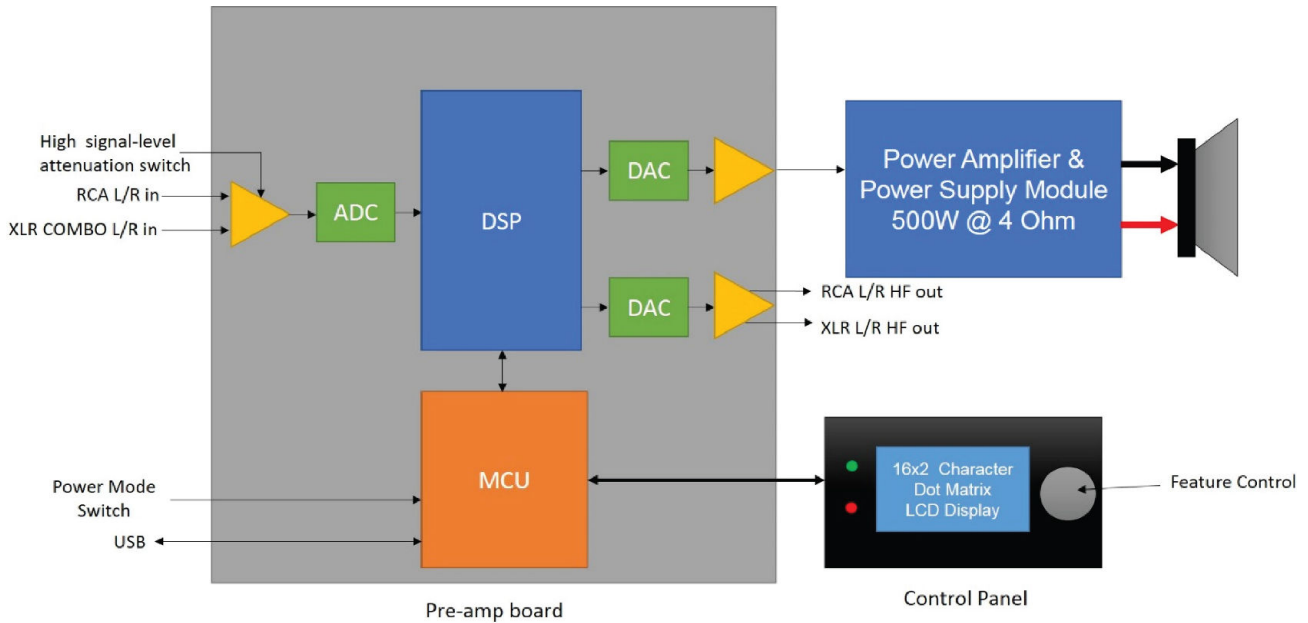 High signal-level
attenuation switch
RCA L/R in
XLR COMBO L/R in
ADC
DSP
DAC
DAC
Power Amplifier &
Power Supply Module
500W @ 4 Ohm
RCA L/R HF out
XLR L/R HF out
Power Mode
Switch
USB
MCU
16x2 Character
Dot Matrix
LCD Display
Feature Control
Pre-amp board
Control Panel